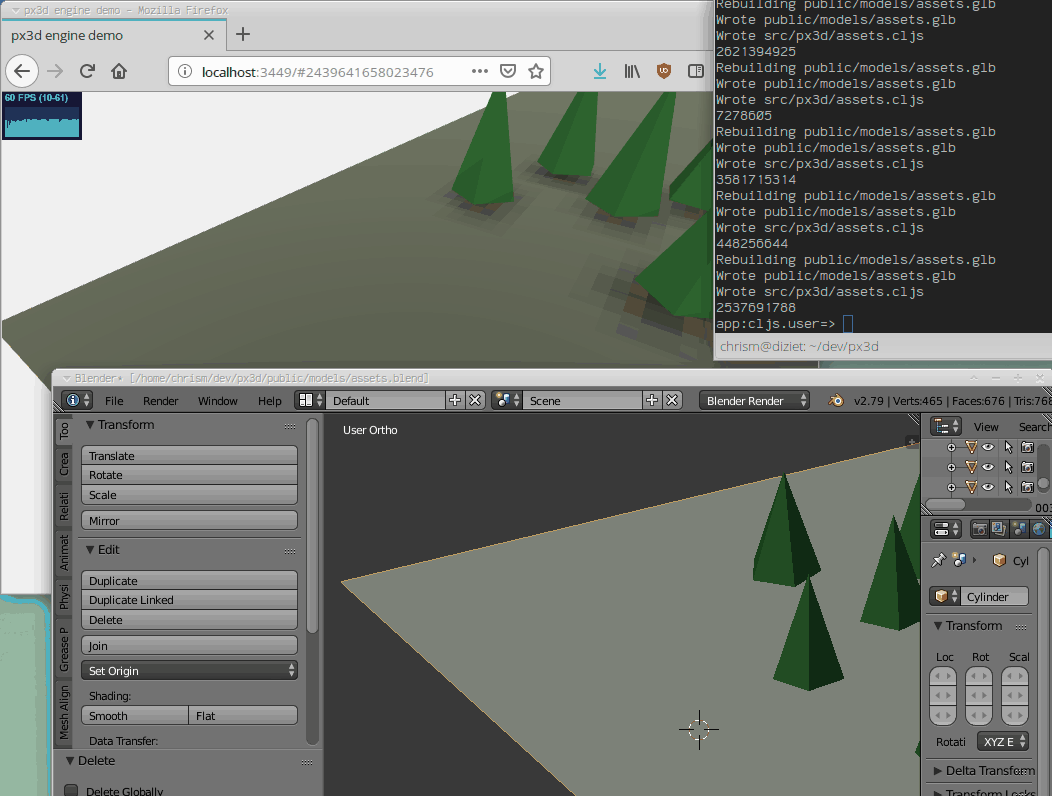 px3d engine demo - Mozilla Firefox
px3d engine demo
localhost:3449/#2439641658023476
60 FPS (10-61)
Rebuilding public/models/assets.glb
Wrote public/models/assets.glb
Wrote src/px3d/assets.cljs
2621394925
Rebuilding public/models/assets.glb
Wrote public/models/assets.glb
Wrote src/px3d/assets.cljs
7278605
Rebuilding public/models/assets.glb
Wrote public/models/assets.glb
Wrote src/px3d/assets.cljs
3581715314
Rebuilding public/models/assets.glb
Wrote public/models/assets.glb
Wrote src/px3d/assets.cljs
448256644
Rebuilding public/models/assets.glb
Wrote public/models/assets.glb
Wrote src/px3d/assets.cljs
2537691788
app:cljs.user=>
chrism@diziet: ~/dev/px3d
Blender* [/home/chrism/dev/px3d/public/models/assets.blend]
File Render Window Help Default Scene Blender Render v2.79 | Verts:465 | Faces:676 | Tris:768
User Ortho
View Search
Too
Crea
Relati
Animat
Physi
Grease P
Mesh Align
Transform
Translate
Rotate
Scale
Mirror
Edit
Duplicate
Duplicate Linked
Delete
Join
Set Origin
Shading:
Smooth Flat
Data Transfer:
Delete
Delete Globally
003
Cyl
Cylinder
Transform
Loc Rot Scal
Rotati XYZ E
Delta Transform
Transform Locks